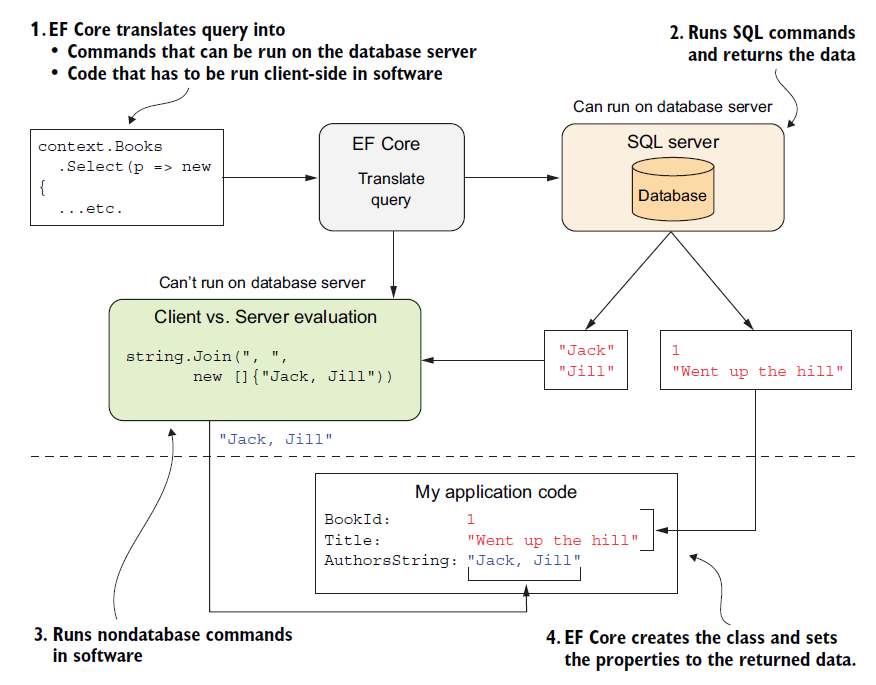 1. EF Core translates query into
• Commands that can be run on the database server
• Code that has to be run client-side in software
2. Runs SQL commands
and returns the data
Can run on database server
context.Books
.Select(p => new
{
...etc.
EF Core
Translate
query
SQL server
Database
Can't run on database server
Client vs. Server evaluation
string.Join(", ",
new []{"Jack, Jill"))
"Jack"
"Jill"
1
"Went up the hill"
"Jack, Jill"
My application code
BookId: 1
Title: "Went up the hill"
AuthorsString: "Jack, Jill"
3. Runs nondatabase commands
in software
4. EF Core creates the class and sets
the properties to the returned data.